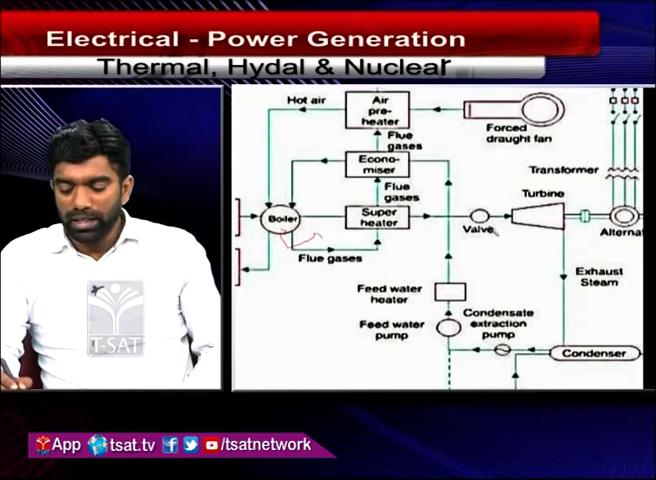 Electrical - Power Generation
Thermal, Hydal & Nuclear
Hot air
Air
pre-
heater
Forced
draught fan
Flue
gases
Econo-
miser
Transformer
Flue
gases
Turbine
Boiler
Super
heater
Valve
Alternat
Flue gases
Exhaust
Steam
Feed water
heater
Condensate
extraction
pump
Feed water
pump
Condenser
T-SAT
App tsat.tv /tsatnetwork